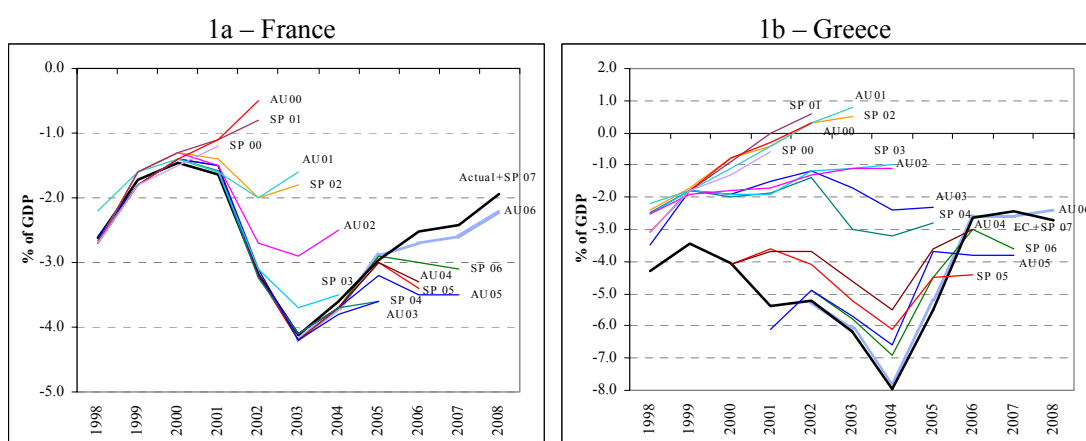 1a – France
% of GDP
0.0
-1.0
-2.0
-3.0
-4.0
-5.0
AU00
SP 01
SP 00
AU01
SP 02
AU02
Actual+SP 07
AU06
SP 03
AU04
SP 05
SP 06
AU05
SP 04
AU03
1998
1999
2000
2001
2002
2003
2004
2005
2006
2007
2008
1b – Greece
% of GDP
2.0
1.0
0.0
-1.0
-2.0
-3.0
-4.0
-5.0
-6.0
-7.0
-8.0
SP 01
AU01
SP 02
AU00
SP 00
SP 03
AU02
AU03
SP 04
AU04
AU06
EC+SP 07
SP 06
AU05
SP 05
1998
1999
2000
2001
2002
2003
2004
2005
2006
2007
2008